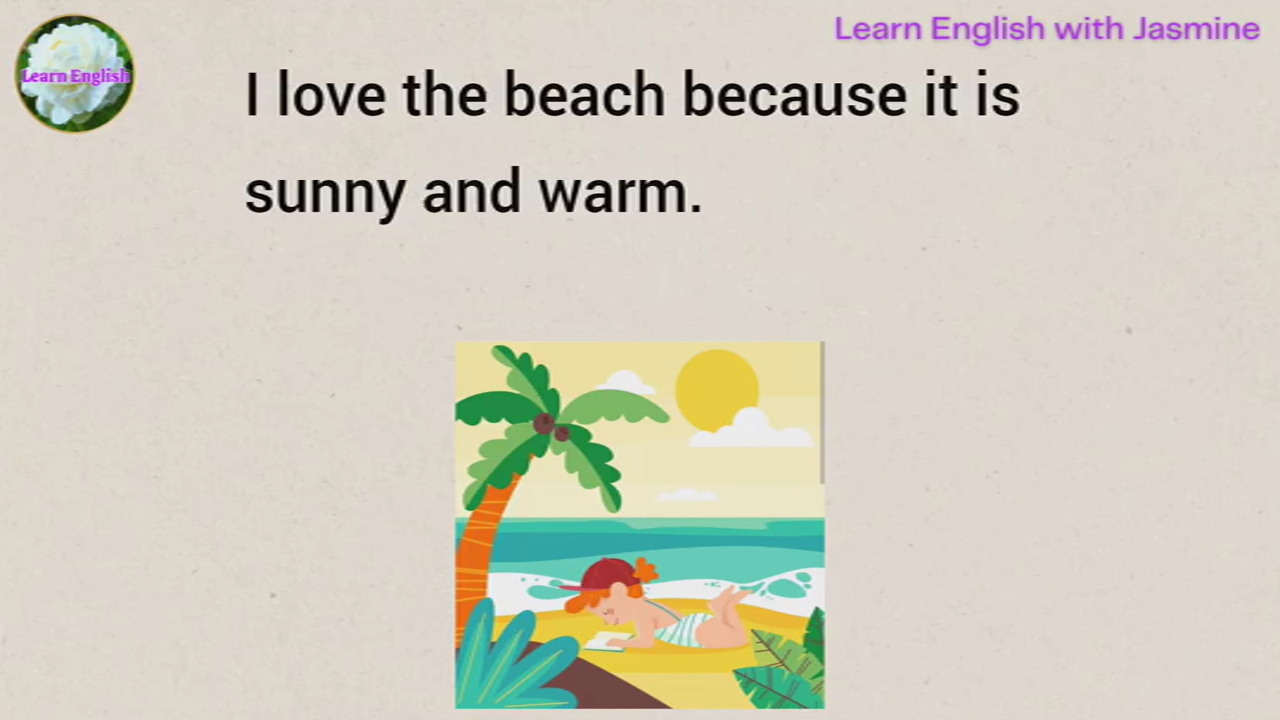 Learn English with Jasmine
Learn English
I love the beach because it is
sunny and warm.